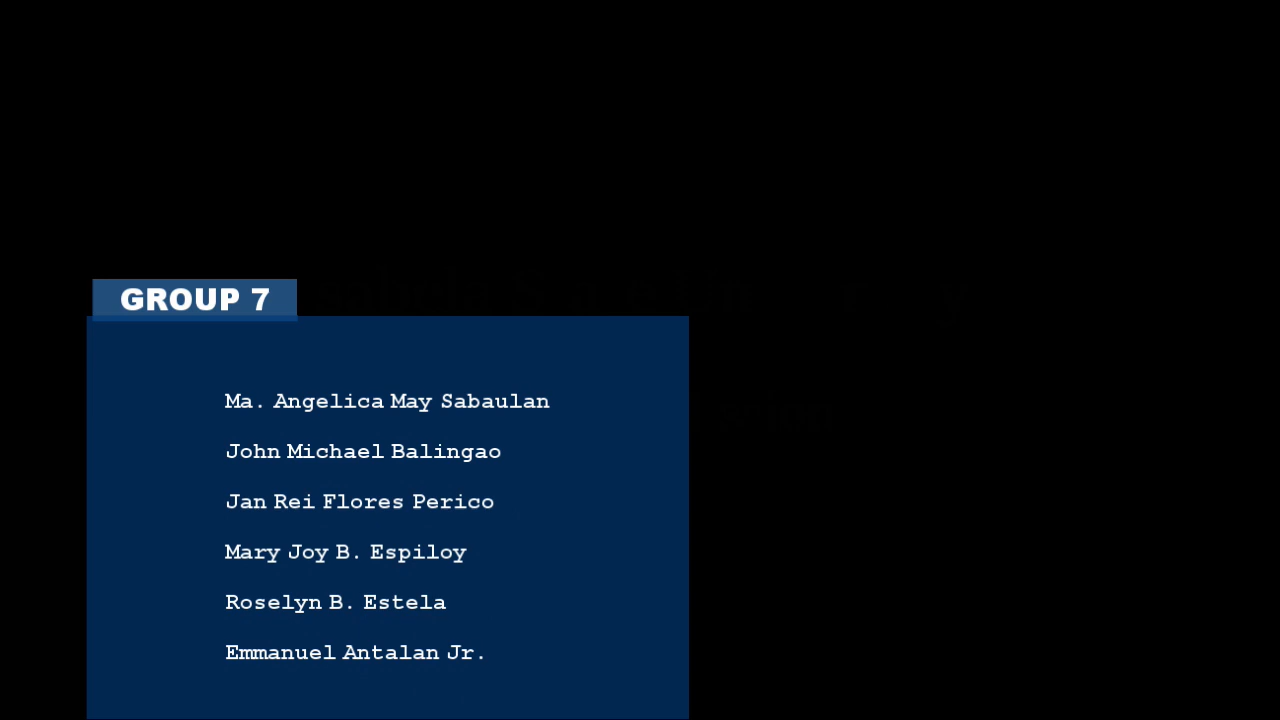 GROUP 7
Ma. Angelica May Sabaulan
John Michael Balingao
Jan Rei Flores Perico
Mary Joy B. Espiloy
Roselyn B. Estela
Emmanuel Antalan Jr.